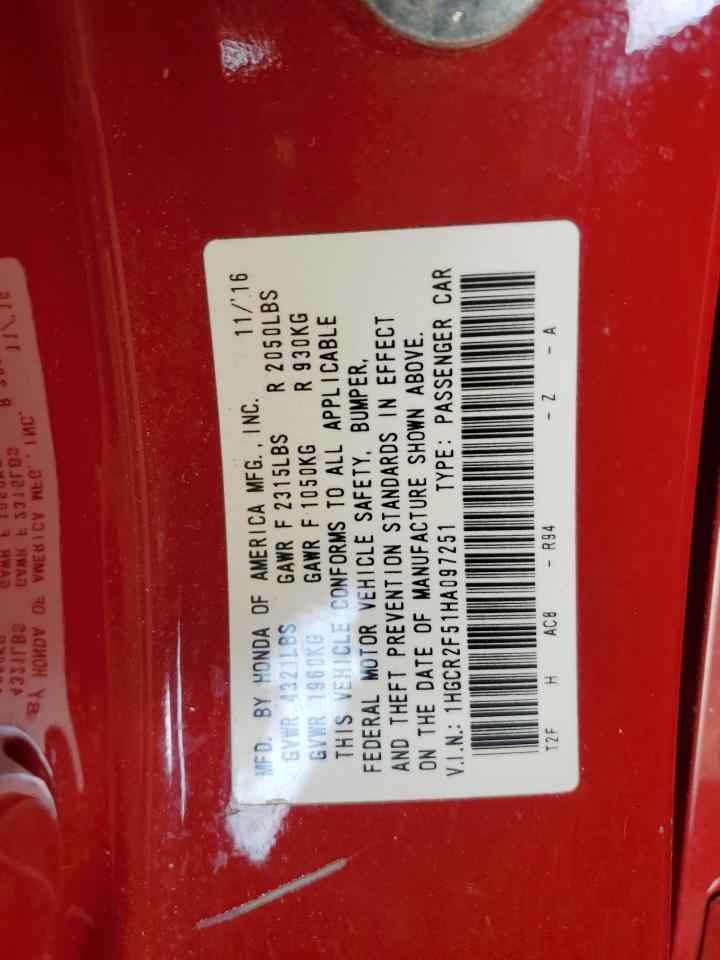 MFD. BY HONDA OF AMERICA MFG., INC. 11/'16
GVWR 4321LBS GAWR F 2315LBS R 2050LBS
GVWR 1960KG GAWR F 1050KG R 930KG
THIS VEHICLE CONFORMS TO ALL APPLICABLE
FEDERAL MOTOR VEHICLE SAFETY, BUMPER,
AND THEFT PREVENTION STANDARDS IN EFFECT
ON THE DATE OF MANUFACTURE SHOWN ABOVE.
V.I.N.: 1HGCR2F51HA097251 TYPE: PASSENGER CAR
T2F H AC8 - R94 - Z - A